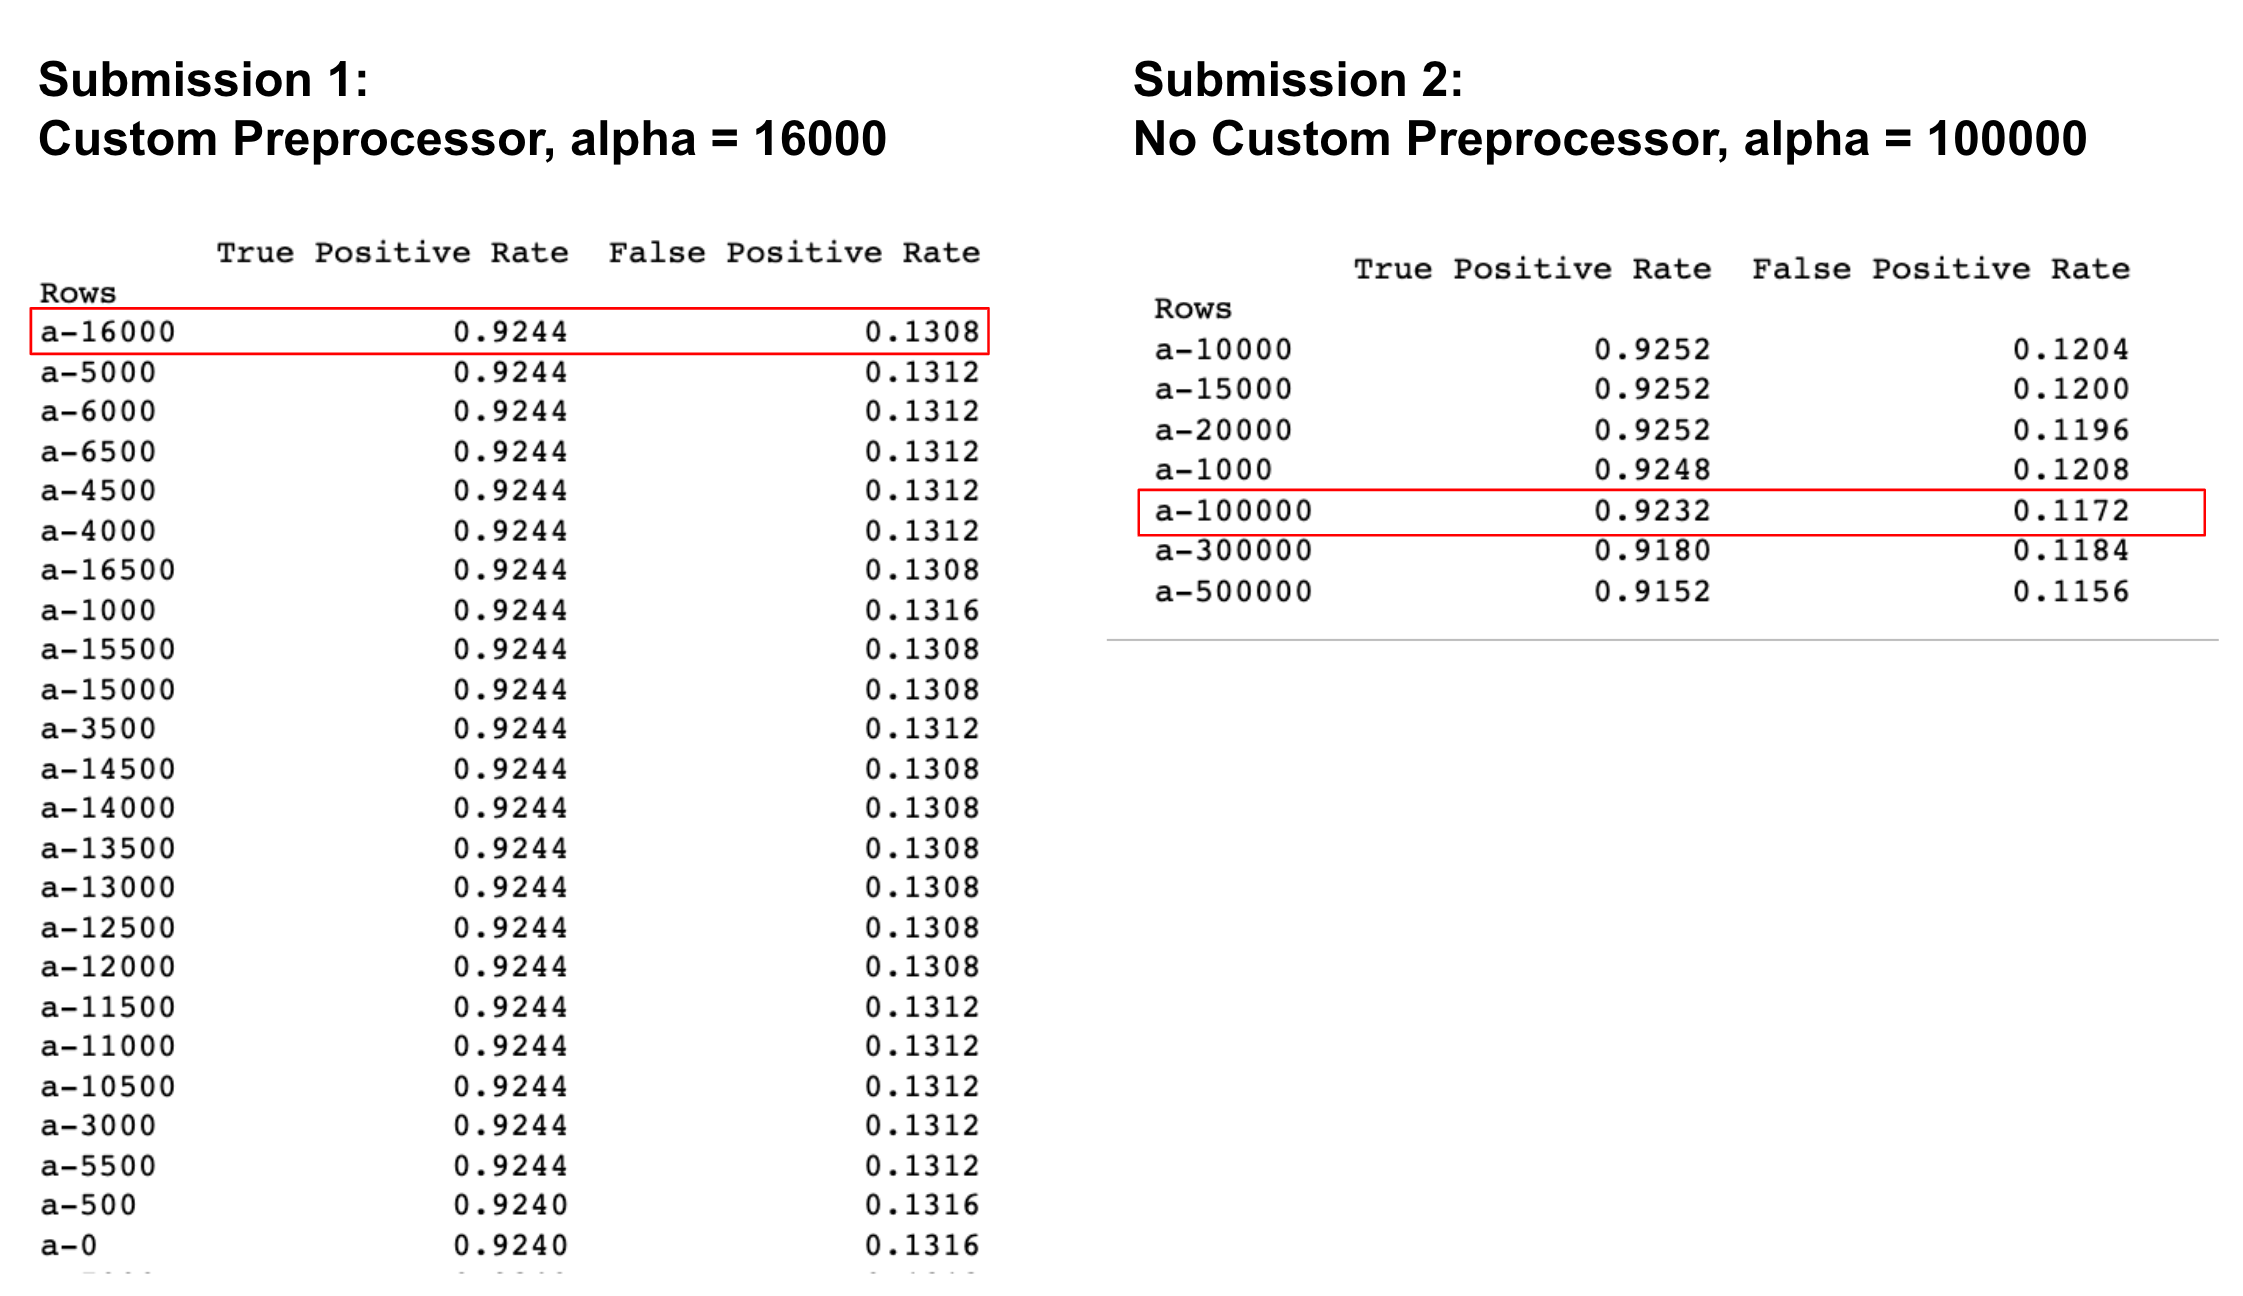 Submission 1:
Custom Preprocessor, alpha = 16000
True Positive Rate False Positive Rate
Rows
a-16000 0.9244 0.1308
a-5000 0.9244 0.1312
a-6000 0.9244 0.1312
a-6500 0.9244 0.1312
a-4500 0.9244 0.1312
a-4000 0.9244 0.1312
a-16500 0.9244 0.1308
a-1000 0.9244 0.1316
a-15500 0.9244 0.1308
a-15000 0.9244 0.1308
a-3500 0.9244 0.1312
a-14500 0.9244 0.1308
a-14000 0.9244 0.1308
a-13500 0.9244 0.1308
a-13000 0.9244 0.1308
a-12500 0.9244 0.1308
a-12000 0.9244 0.1308
a-11500 0.9244 0.1312
a-11000 0.9244 0.1312
a-10500 0.9244 0.1312
a-3000 0.9244 0.1312
a-5500 0.9244 0.1312
a-500 0.9240 0.1316
a-0 0.9240 0.1316
Submission 2:
No Custom Preprocessor, alpha = 100000
True Positive Rate False Positive Rate
Rows
a-10000 0.9252 0.1204
a-15000 0.9252 0.1200
a-20000 0.9252 0.1196
a-1000 0.9248 0.1208
a-100000 0.9232 0.1172
a-300000 0.9180 0.1184
a-500000 0.9152 0.1156